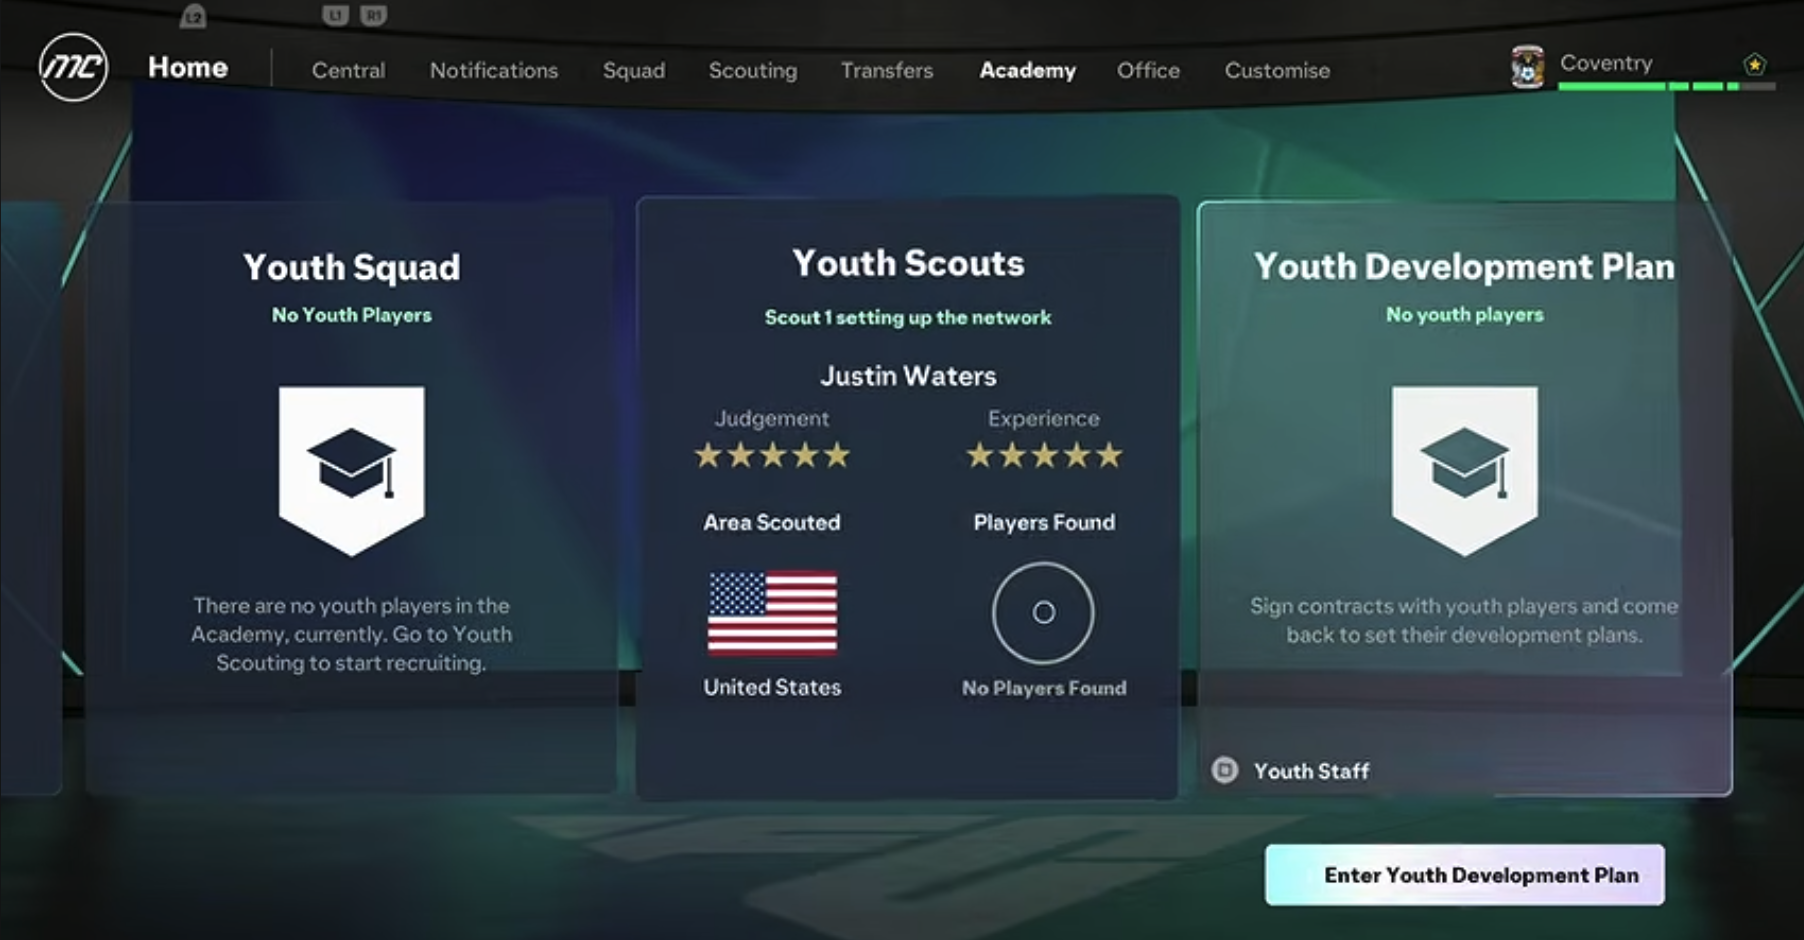 L2
L1 R1
MC
Home
Central
Notifications
Squad
Scouting
Transfers
Academy
Office
Customise
Coventry
Youth Squad
No Youth Players
There are no youth players in the
Academy, currently. Go to Youth
Scouting to start recruiting.
Youth Scouts
Scout 1 setting up the network
Justin Waters
Judgement
Experience
Area Scouted
Players Found
United States
No Players Found
Youth Development Plan
No youth players
Sign contracts with youth players and come
back to set their development plans.
Youth Staff
Enter Youth Development Plan